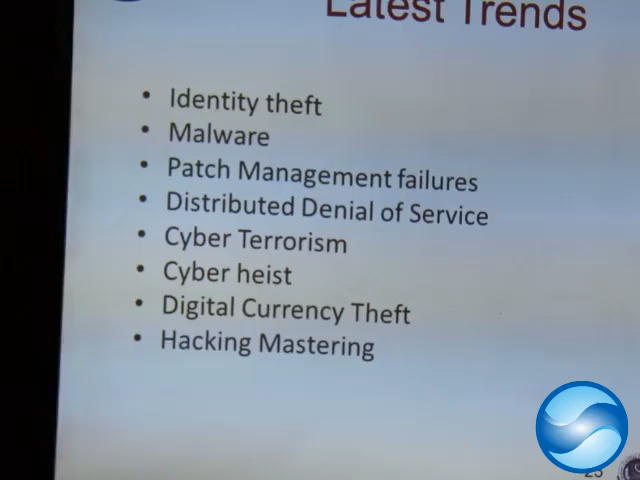 Latest Trends
• Identity theft
• Malware
• Patch Management failures
• Distributed Denial of Service
• Cyber Terrorism
• Cyber heist
• Digital Currency Theft
• Hacking Mastering